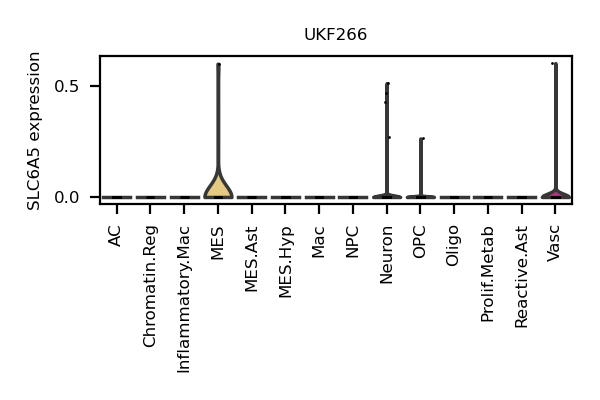 UKF266
SLC6A5 expression
0.5
0.0
AC
Chromatin.Reg
Inflammatory.Mac
MES
MES.Ast
MES.Hyp
Mac
NPC
Neuron
OPC
Oligo
Prolif.Metab
Reactive.Ast
Vasc